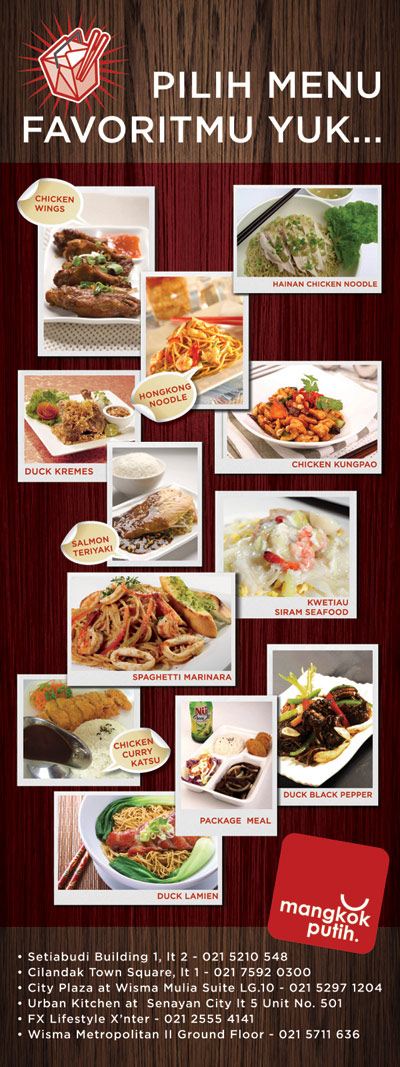 PILIH MENU
FAVORITMU YUK...
CHICKEN
WINGS
HAINAN CHICKEN NOODLE
HONGKONG
NOODLE
DUCK KREMES
CHICKEN KUNGPAO
SALMON
TERIYAKI
KWETIAU
SIRAM SEAFOOD
SPAGHETTI MARINARA
CHICKEN
CURRY
KATSU
DUCK BLACK PEPPER
PACKAGE MEAL
DUCK LAMIEN
mangkok
putih.
• Setiabudi Building 1, lt 2 - 021 5210 548
• Cilandak Town Square, lt 1 - 021 7592 0300
• City Plaza at Wisma Mulia Suite LG.10 - 021 5297 1204
• Urban Kitchen at Senayan City lt 5 Unit No. 501
• FX Lifestyle X'nter - 021 2555 4141
• Wisma Metropolitan II Ground Floor - 021 5711 636